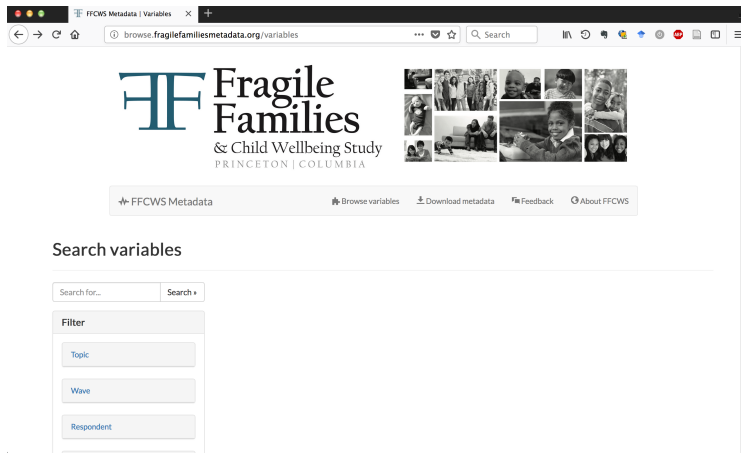 FFCWS Metadata | Variables
browse.fragilefamiliesmetadata.org/variables
Search
ABP
Fragile
Families
& Child Wellbeing Study
PRINCETON | COLUMBIA
FFCWS Metadata
Browse variables
Download metadata
Feedback
About FFCWS
Search variables
Search for...
Search »
Filter
Topic
Wave
Respondent